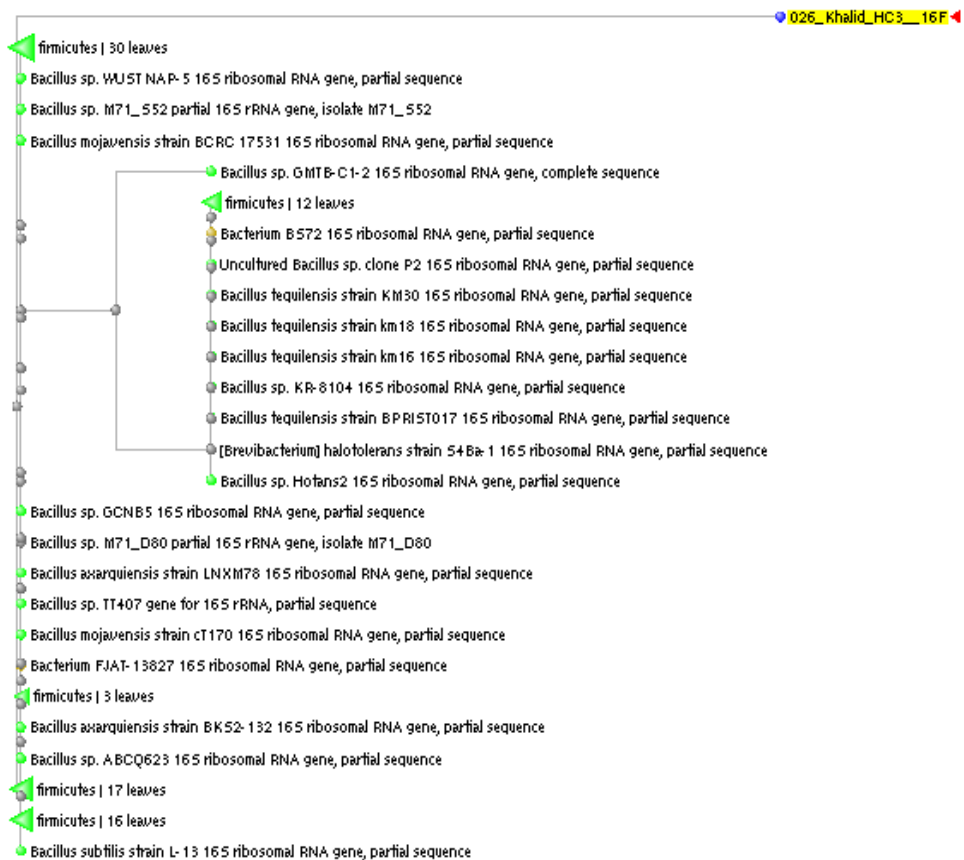 026_Khalid_HC3__16F
firmicutes | 30 leaves
Bacillus sp. WUST NAP-5 16S ribosomal RNA gene, partial sequence
Bacillus sp. M71_S52 partial 16S rRNA gene, isolate M71_S52
Bacillus mojavensis strain BCRC 17531 16S ribosomal RNA gene, partial sequence
Bacillus sp. GMTB-C1-2 16S ribosomal RNA gene, complete sequence
firmicutes | 12 leaves
Bacterium BS72 16S ribosomal RNA gene, partial sequence
Uncultured Bacillus sp. clone P2 16S ribosomal RNA gene, partial sequence
Bacillus tequilensis strain KM30 16S ribosomal RNA gene, partial sequence
Bacillus tequilensis strain km18 16S ribosomal RNA gene, partial sequence
Bacillus tequilensis strain km16 16S ribosomal RNA gene, partial sequence
Bacillus sp. KR-8104 16S ribosomal RNA gene, partial sequence
Bacillus tequilensis strain BPRIST017 16S ribosomal RNA gene, partial sequence
[Brevibacterium] halotolerans strain S4Ba-1 16S ribosomal RNA gene, partial sequence
Bacillus sp. Hotans2 16S ribosomal RNA gene, partial sequence
Bacillus sp. GCNB5 16S ribosomal RNA gene, partial sequence
Bacillus sp. M71_D80 partial 16S rRNA gene, isolate M71_D80
Bacillus axarquiensis strain LNXM78 16S ribosomal RNA gene, partial sequence
Bacillus sp. TT407 gene for 16S rRNA, partial sequence
Bacillus mojavensis strain cT170 16S ribosomal RNA gene, partial sequence
Bacterium FJAT-13827 16S ribosomal RNA gene, partial sequence
firmicutes | 3 leaves
Bacillus axarquiensis strain BKS2-132 16S ribosomal RNA gene, partial sequence
Bacillus sp. ABCQ623 16S ribosomal RNA gene, partial sequence
firmicutes | 17 leaves
firmicutes | 16 leaves
Bacillus subtilis strain L-13 16S ribosomal RNA gene, partial sequence